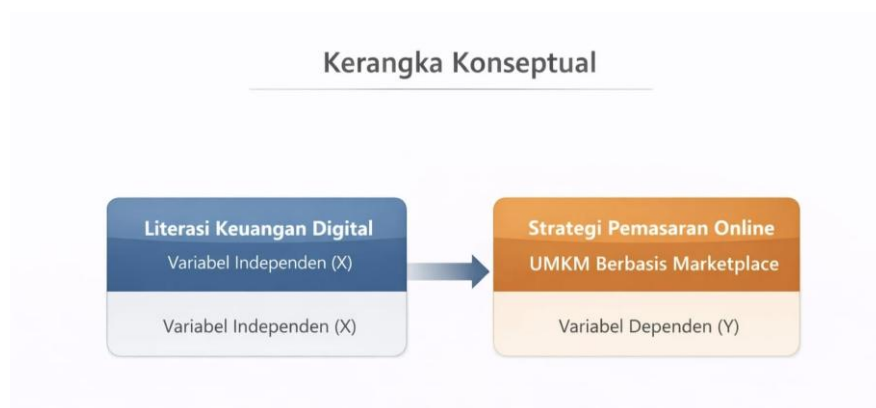 Kerangka Konseptual
Literasi Keuangan Digital
Variabel Independen (X)
Variabel Independen (X)
Strategi Pemasaran Online
UMKM Berbasis Marketplace
Variabel Dependen (Y)